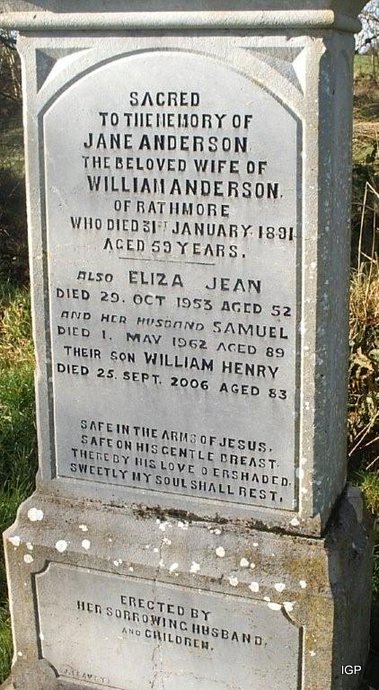 SACRED
TO THE MEMORY OF
JANE ANDERSON,
THE BELOVED WIFE OF
WILLIAM ANDERSON,
OF RATHMORE
WHO DIED 31ST JANUARY 1891
AGED 59 YEARS.
ALSO ELIZA JEAN
DIED 29. OCT 1953 AGED 52
AND HER HUSBAND SAMUEL
DIED 1. MAY 1962 AGED 89
THEIR SON WILLIAM HENRY
DIED 25. SEPT. 2006 AGED 83
SAFE IN THE ARMS OF JESUS,
SAFE ON HIS GENTLE BREAST
THERE BY HIS LOVE O'ERSHADED,
SWEETLY MY SOUL SHALL REST,
ERECTED BY
HER SORROWING HUSBAND,
AND CHILDREN.
IGP